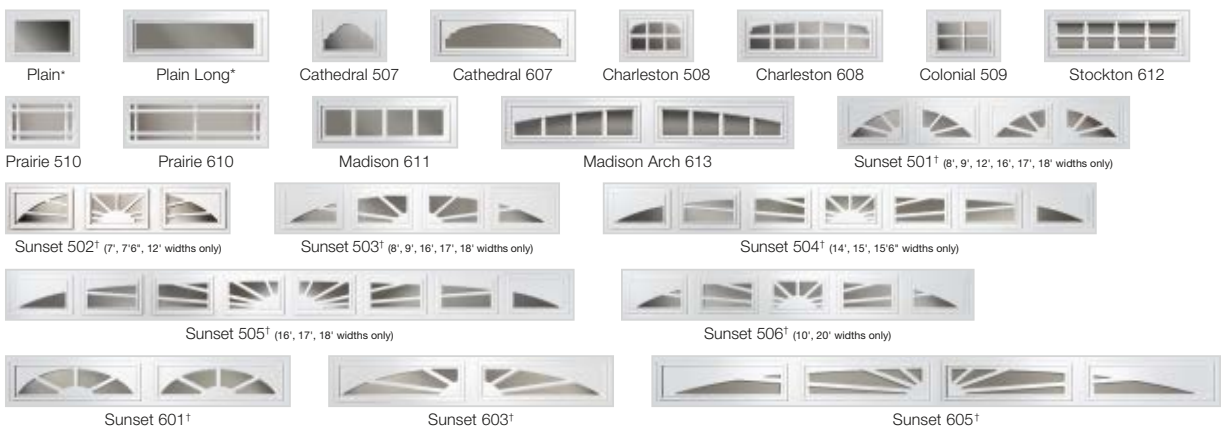 Plain* Plain Long* Cathedral 507 Cathedral 607 Charleston 508 Charleston 608 Colonial 509 Stockton 612
Prairie 510 Prairie 610 Madison 611 Madison Arch 613 Sunset 501† (8', 9', 12', 16', 17', 18' widths only)
Sunset 502† (7', 7'6", 12' widths only) Sunset 503† (8', 9', 16', 17', 18' widths only) Sunset 504† (14', 15', 15'6" widths only)
Sunset 505† (16', 17', 18' widths only) Sunset 506† (10', 20' widths only)
Sunset 601† Sunset 603† Sunset 605†